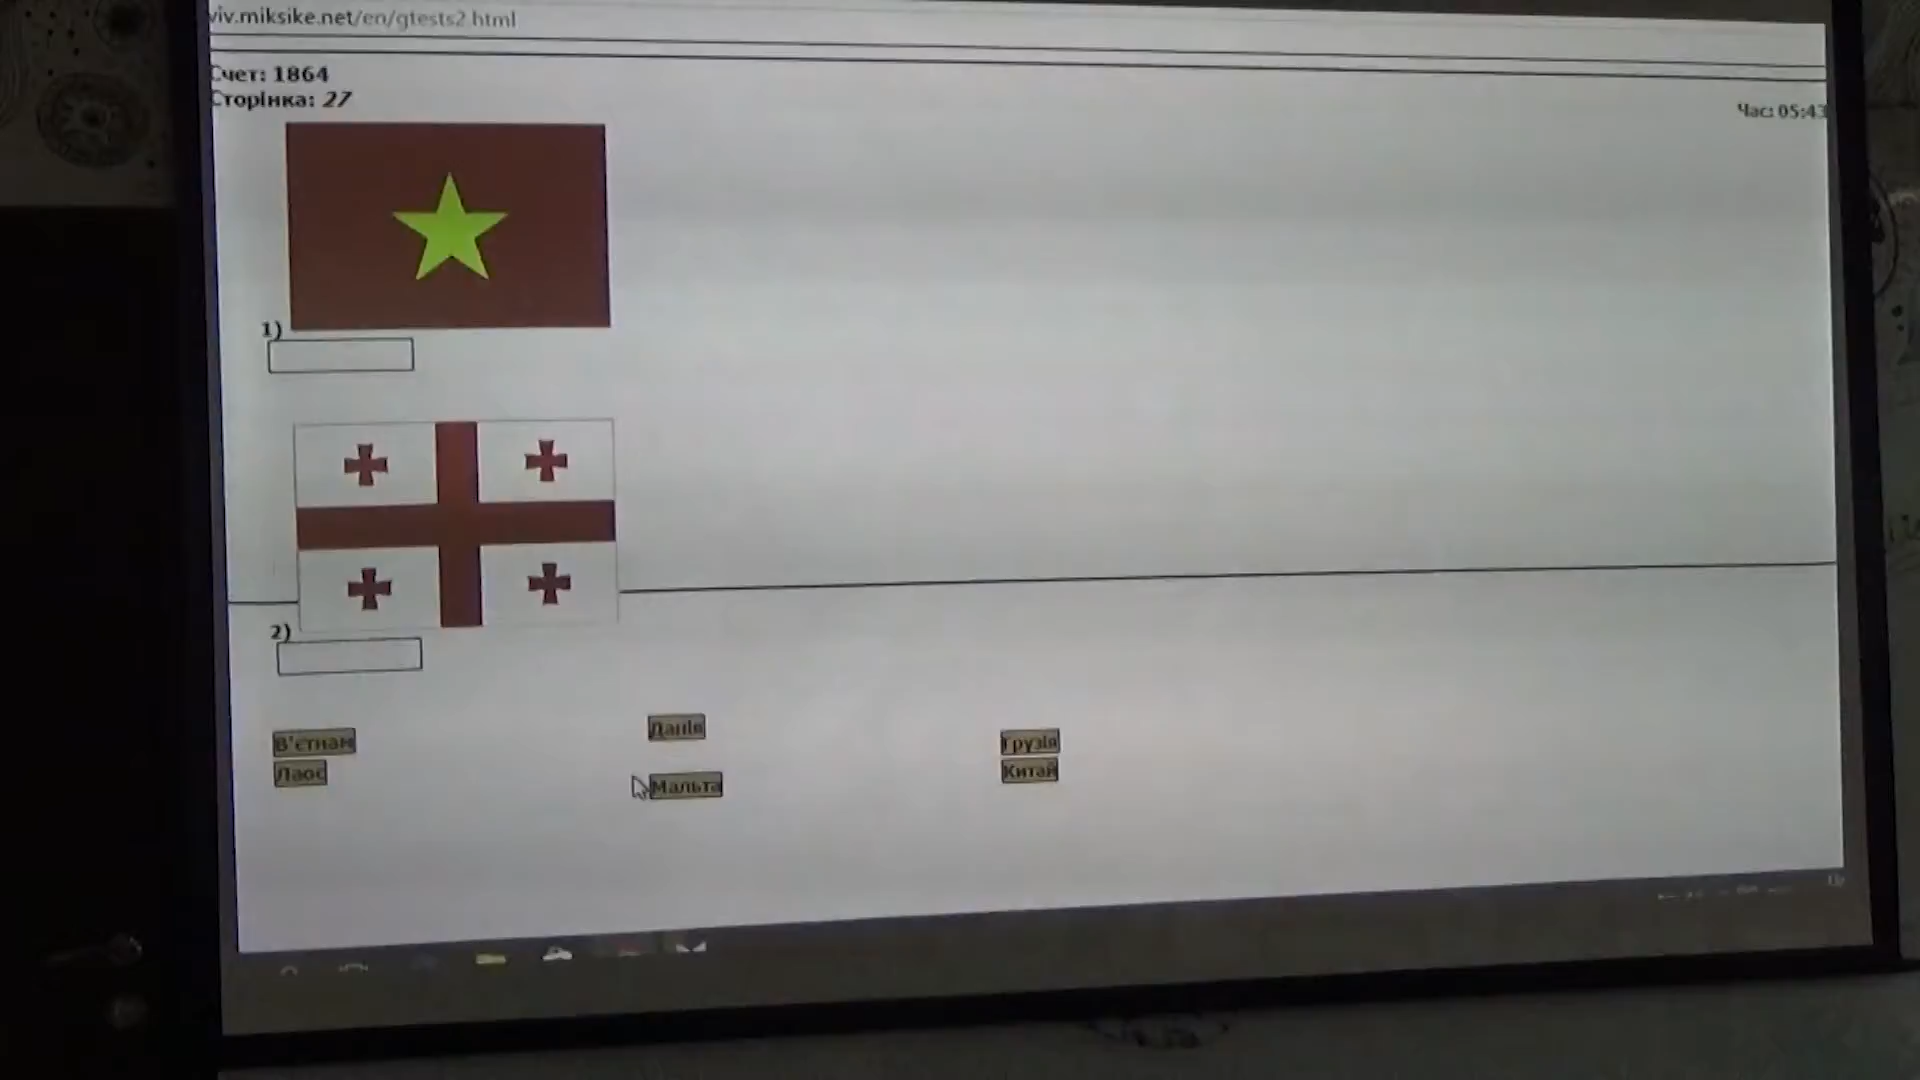 viv.miksike.net/en/gtests2.html
Счет: 1864
Сторінка: 27
Час: 05:43
1)
2)
В'єтнам
Данія
Грузія
Лаос
Мальта
Китай